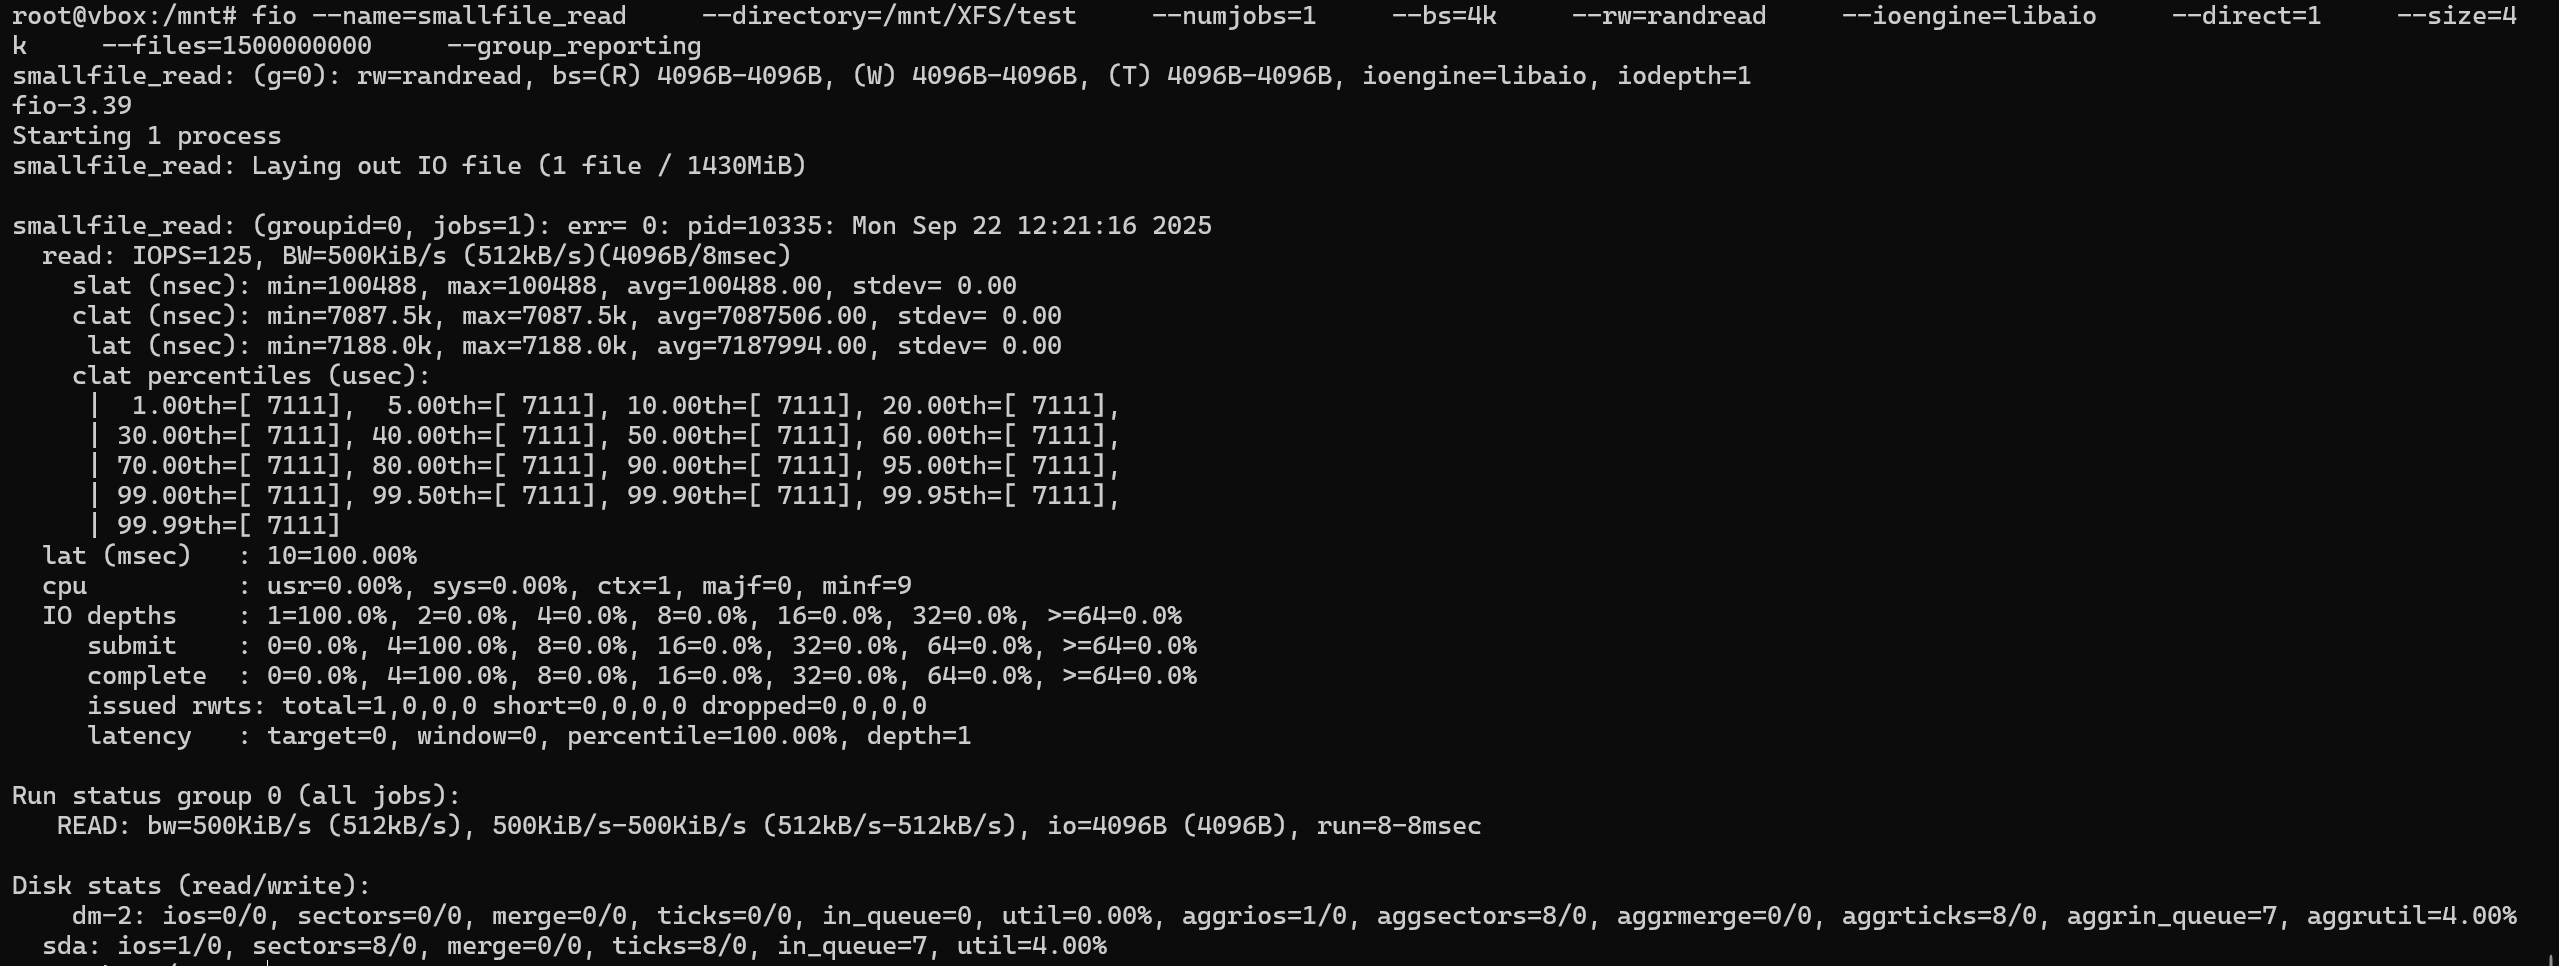 root@vbox:/mnt# fio --name=smallfile_read     --directory=/mnt/XFS/test     --numjobs=1     --bs=4k     --rw=randread     --ioengine=libaio     --direct=1     --size=4
k     --files=1500000000     --group_reporting
smallfile_read: (g=0): rw=randread, bs=(R) 4096B-4096B, (W) 4096B-4096B, (T) 4096B-4096B, ioengine=libaio, iodepth=1
fio-3.39
Starting 1 process
smallfile_read: Laying out IO file (1 file / 1430MiB)

smallfile_read: (groupid=0, jobs=1): err= 0: pid=10335: Mon Sep 22 12:21:16 2025
  read: IOPS=125, BW=500KiB/s (512kB/s)(4096B/8msec)
    slat (nsec): min=100488, max=100488, avg=100488.00, stdev= 0.00
    clat (nsec): min=7087.5k, max=7087.5k, avg=7087506.00, stdev= 0.00
     lat (nsec): min=7188.0k, max=7188.0k, avg=7187994.00, stdev= 0.00
    clat percentiles (usec):
     |  1.00th=[ 7111],  5.00th=[ 7111], 10.00th=[ 7111], 20.00th=[ 7111],
     | 30.00th=[ 7111], 40.00th=[ 7111], 50.00th=[ 7111], 60.00th=[ 7111],
     | 70.00th=[ 7111], 80.00th=[ 7111], 90.00th=[ 7111], 95.00th=[ 7111],
     | 99.00th=[ 7111], 99.50th=[ 7111], 99.90th=[ 7111], 99.95th=[ 7111],
     | 99.99th=[ 7111]
  lat (msec)   : 10=100.00%
  cpu          : usr=0.00%, sys=0.00%, ctx=1, majf=0, minf=9
  IO depths    : 1=100.0%, 2=0.0%, 4=0.0%, 8=0.0%, 16=0.0%, 32=0.0%, >=64=0.0%
     submit    : 0=0.0%, 4=100.0%, 8=0.0%, 16=0.0%, 32=0.0%, 64=0.0%, >=64=0.0%
     complete  : 0=0.0%, 4=100.0%, 8=0.0%, 16=0.0%, 32=0.0%, 64=0.0%, >=64=0.0%
     issued rwts: total=1,0,0,0 short=0,0,0,0 dropped=0,0,0,0
     latency   : target=0, window=0, percentile=100.00%, depth=1

Run status group 0 (all jobs):
   READ: bw=500KiB/s (512kB/s), 500KiB/s-500KiB/s (512kB/s-512kB/s), io=4096B (4096B), run=8-8msec

Disk stats (read/write):
    dm-2: ios=0/0, sectors=0/0, merge=0/0, ticks=0/0, in_queue=0, util=0.00%, aggrios=1/0, aggsectors=8/0, aggrmerge=0/0, aggrticks=8/0, aggrin_queue=7, aggrutil=4.00%
  sda: ios=1/0, sectors=8/0, merge=0/0, ticks=8/0, in_queue=7, util=4.00%